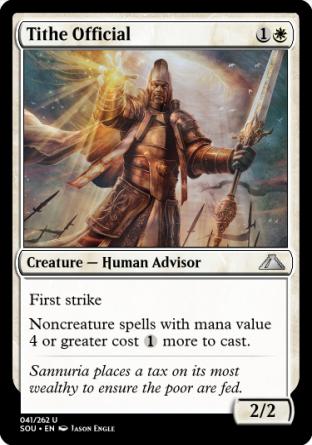 Tithe Official 1
Creature — Human Advisor
First strike
Noncreature spells with mana value
4 or greater cost 1 more to cast.
Sannuria places a tax on its most
wealthy to ensure the poor are fed.
2/2
041/262 U
SOU • EN JASON ENGLE